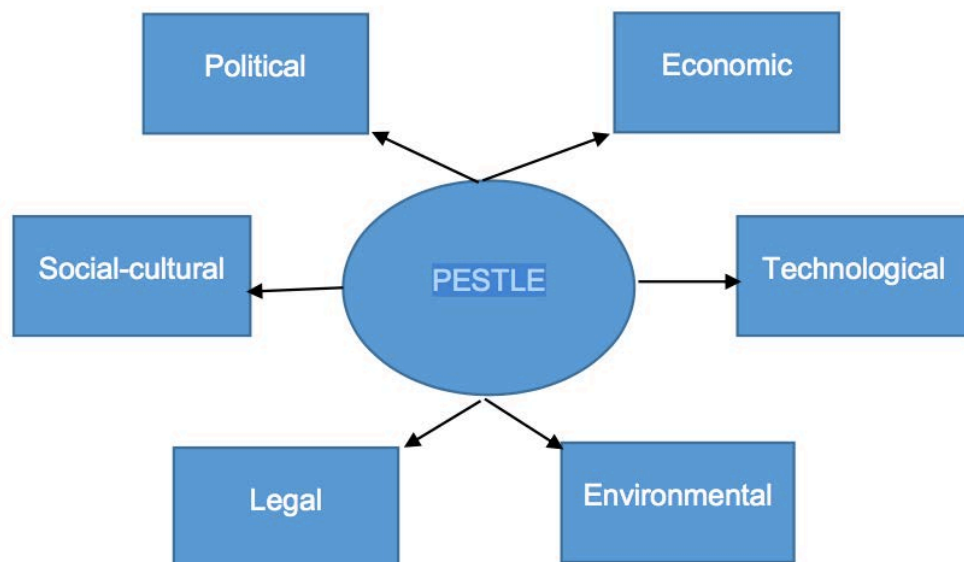 Political
Economic
Social-cultural
PESTLE
Technological
Legal
Environmental